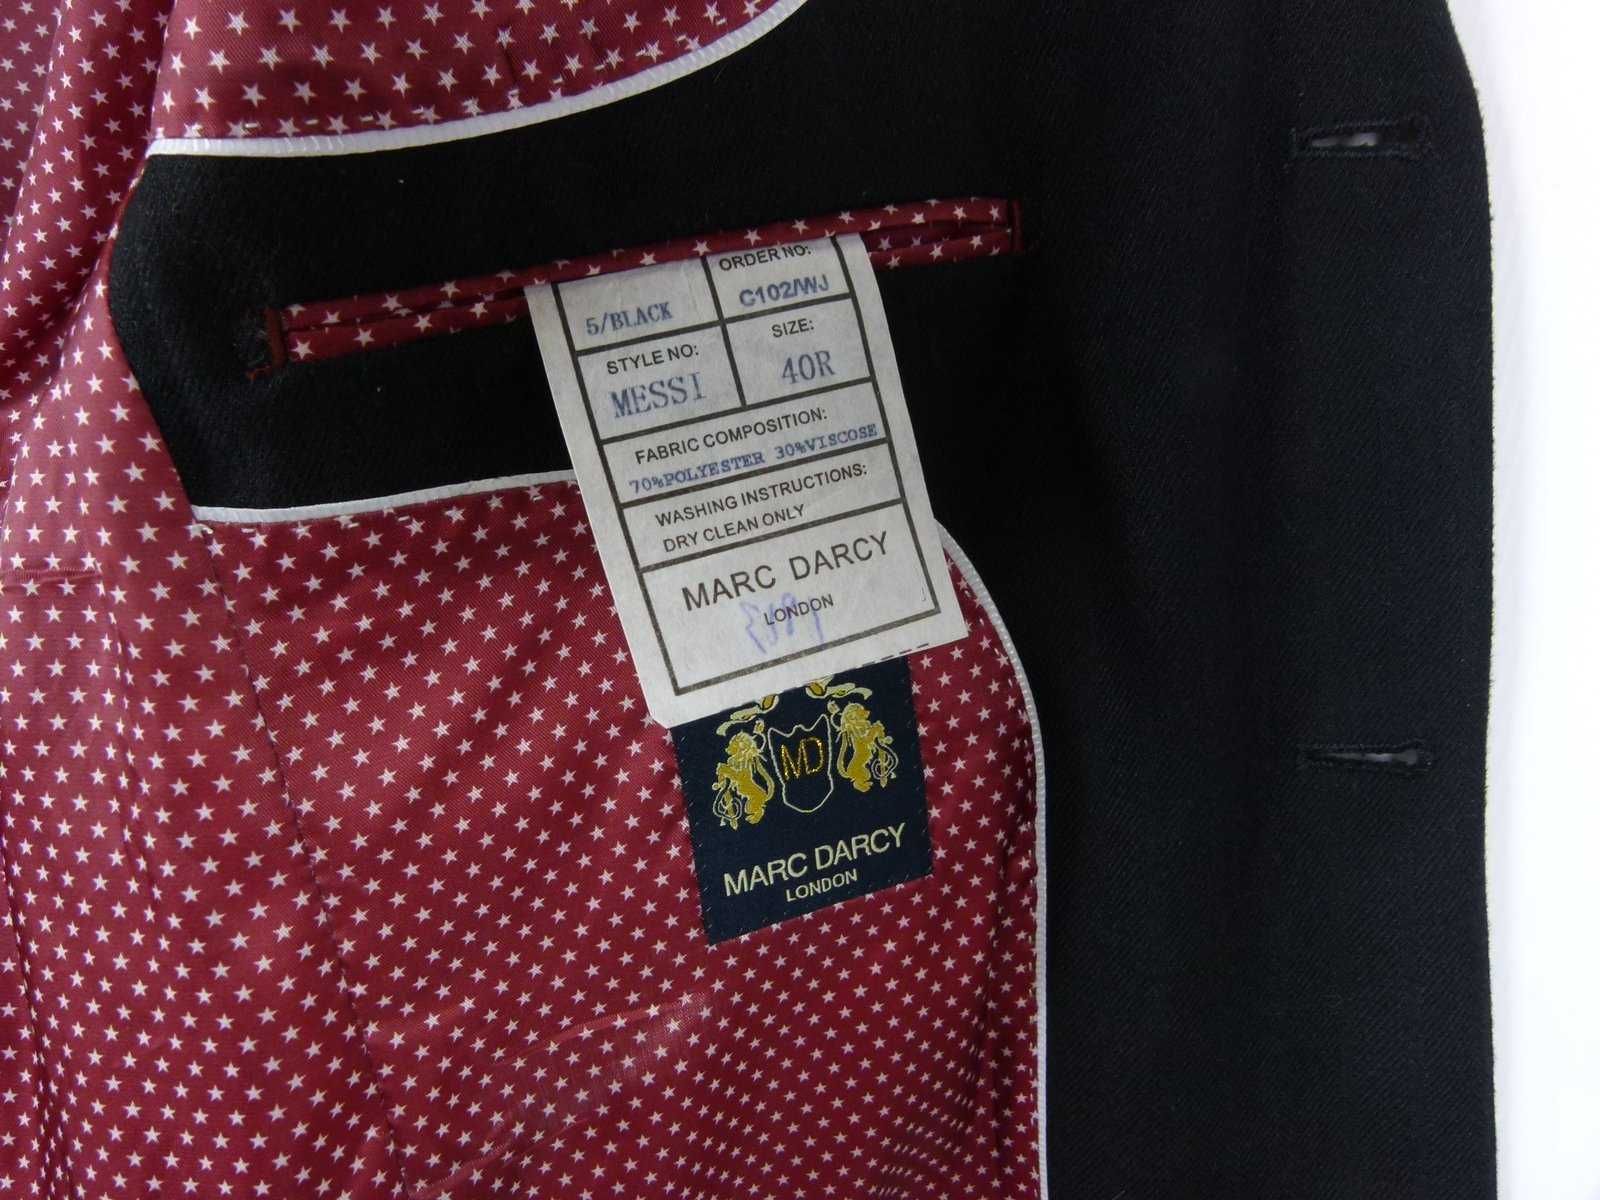 5/BLACK
ORDER NO:
C102/WJ
STYLE NO:
MESSI
SIZE:
40R
FABRIC COMPOSITION:
70%POLYESTER 30%VISCOSE
WASHING INSTRUCTIONS:
DRY CLEAN ONLY
MARC DARCY
LONDON
MD
MARC DARCY
LONDON